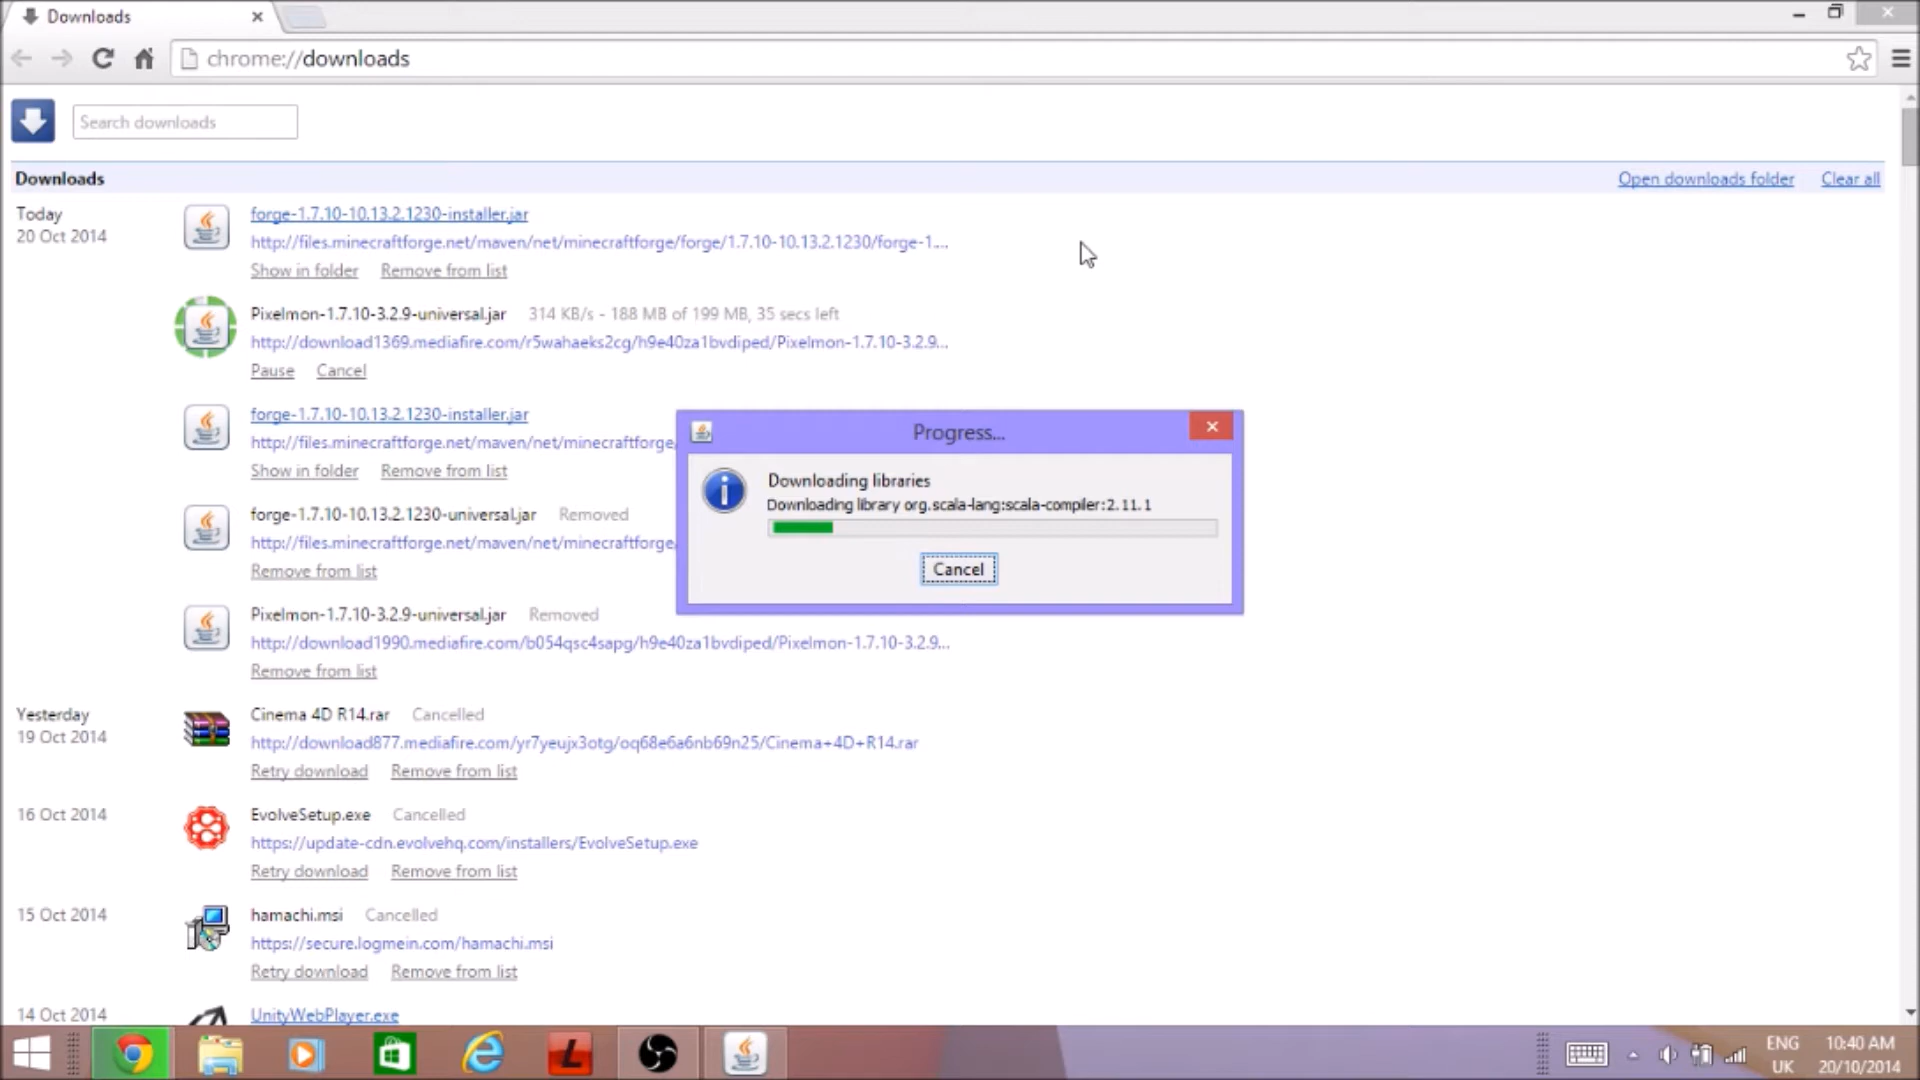 Downloads
chrome://downloads
Search downloads
Downloads
Open downloads folder
Clear all
Today
20 Oct 2014
forge-1.7.10-10.13.2.1230-installer.jar
http://files.minecraftforge.net/maven/net/minecraftforge/forge/1.7.10-10.13.2.1230/forge-1....
Show in folder Remove from list
Pixelmon-1.7.10-3.2.9-universal.jar 314 KB/s - 188 MB of 199 MB, 35 secs left
http://download1369.mediafire.com/r5wahaeks2cg/h9e40za1bvdiped/Pixelmon-1.7.10-3.2.9...
Pause Cancel
forge-1.7.10-10.13.2.1230-installer.jar
http://files.minecraftforge.net/maven/net/minecraftforge,
Show in folder Remove from list
forge-1.7.10-10.13.2.1230-universal.jar Removed
http://files.minecraftforge.net/maven/net/minecraftforge,
Remove from list
Pixelmon-1.7.10-3.2.9-universal.jar Removed
http://download1990.mediafire.com/b054qsc4sapg/h9e40za1bvdiped/Pixelmon-1.7.10-3.2.9...
Remove from list
Progress...
Downloading libraries
Downloading library org.scala-lang:scala-compiler:2.11.1
Cancel
Yesterday
19 Oct 2014
Cinema 4D R14.rar Cancelled
http://download877.mediafire.com/yr7yeujx3otg/oq68e6a6nb69n25/Cinema+4D+R14.rar
Retry download Remove from list
16 Oct 2014
EvolveSetup.exe Cancelled
https://update-cdn.evolvehq.com/installers/EvolveSetup.exe
Retry download Remove from list
15 Oct 2014
hamachi.msi Cancelled
https://secure.logmein.com/hamachi.msi
Retry download Remove from list
14 Oct 2014
UnityWebPlayer.exe
L
ENG
UK
10:40 AM
20/10/2014